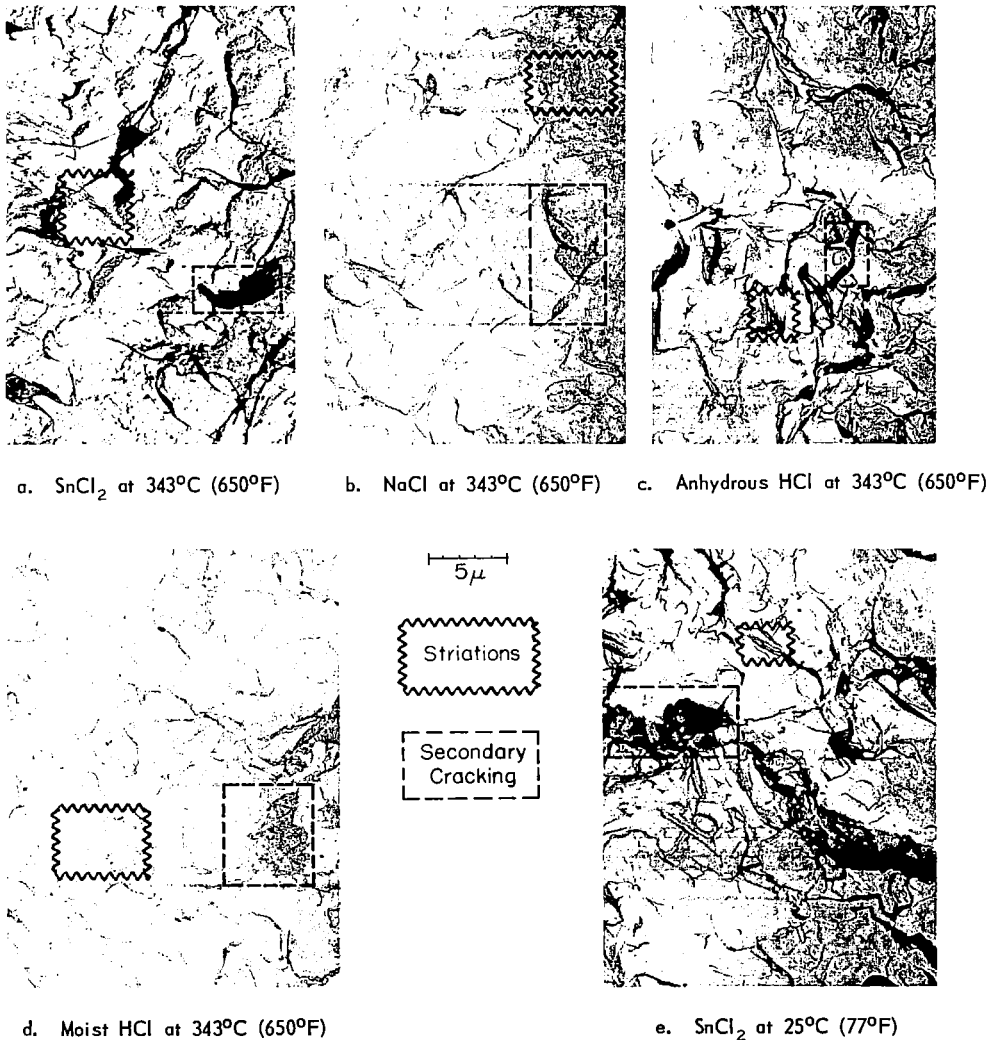 a. SnCl₂ at 343°C (650°F)
b. NaCl at 343°C (650°F)
c. Anhydrous HCl at 343°C (650°F)
5μ
Striations
Secondary
Cracking
d. Moist HCl at 343°C (650°F)
e. SnCl₂ at 25°C (77°F)